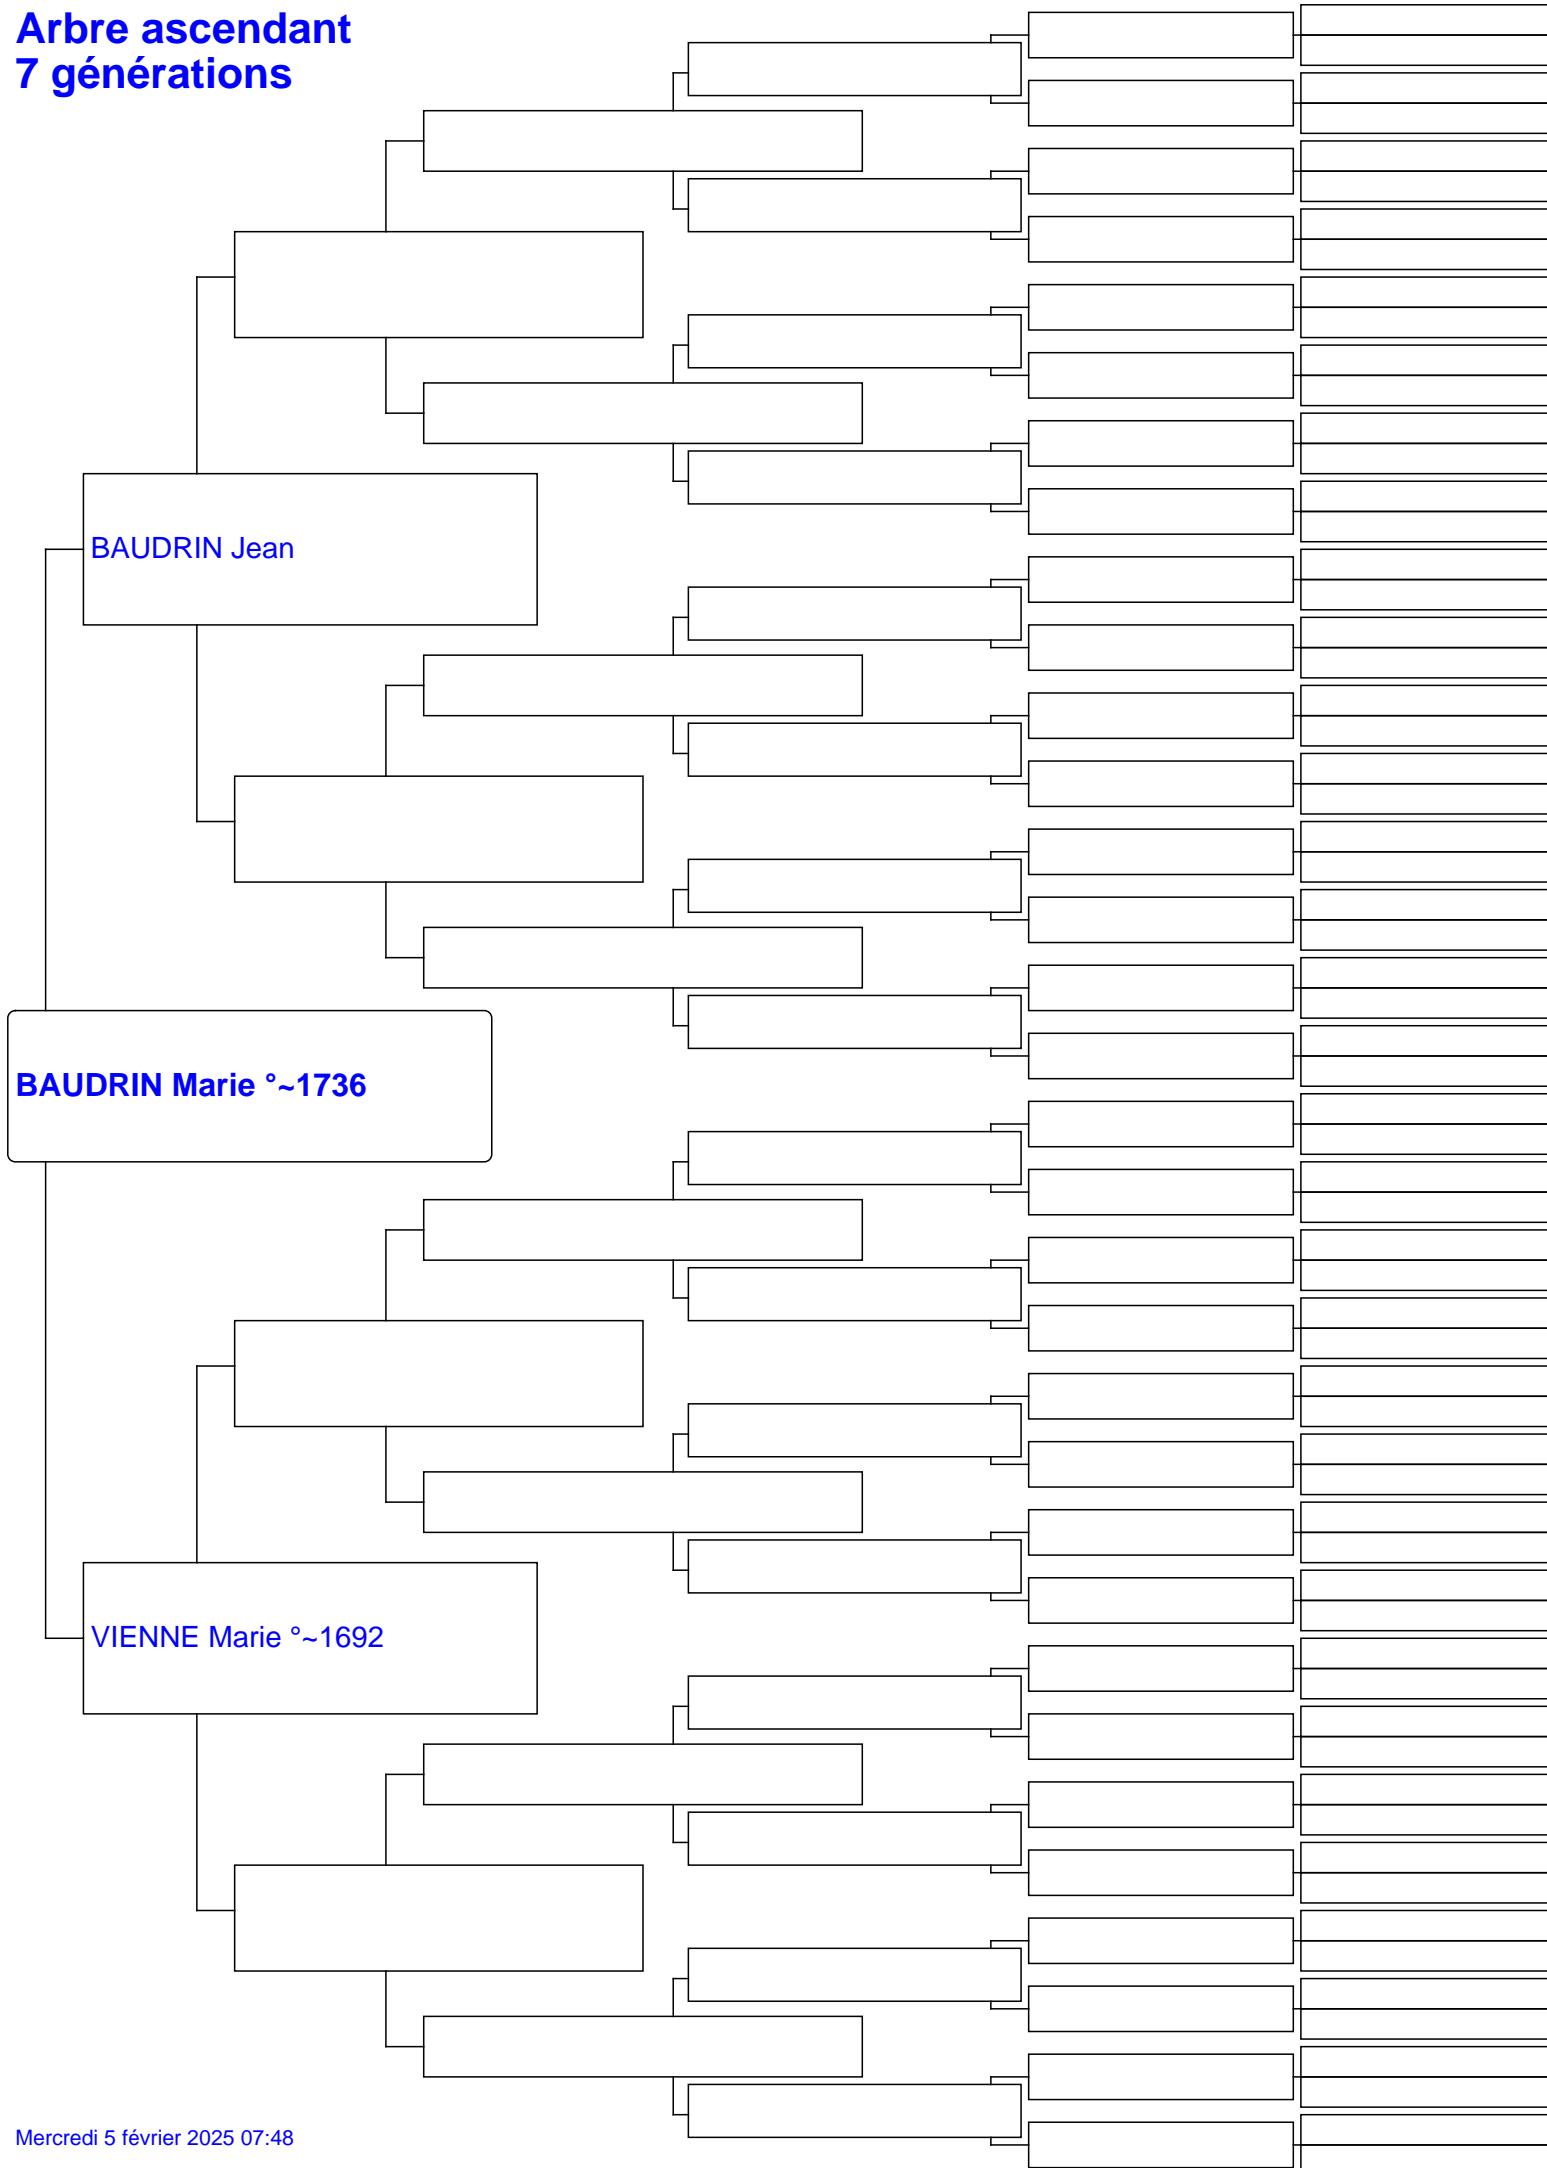 Arbre ascendant
7 générations
BAUDRIN Jean
BAUDRIN Marie °~1736
VIENNE Marie °~1692
Mercredi 5 février 2025 07:48